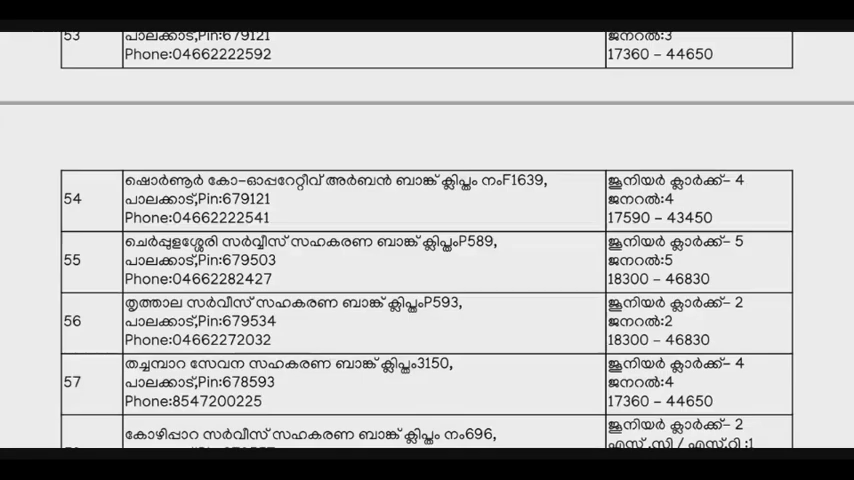 53
പാലക്കാട്,Pin:679121
Phone:04662222592
ജനറൽ:3
17360 – 44650
54
ഷൊർണൂർ കോ-ഓപ്പറേറ്റീവ് അർബൻ ബാങ്ക് ക്ലിപ്തം നംF1639,
പാലക്കാട്,Pin:679121
Phone:04662222541
ജൂനിയർ ക്ലാർക്ക്- 4
ജനറൽ:4
17590 – 43450
55
ചെർപ്പുളശ്ശേരി സർവ്വീസ് സഹകരണ ബാങ്ക് ക്ലിപ്തംP589,
പാലക്കാട്,Pin:679503
Phone:04662282427
ജൂനിയർ ക്ലാർക്ക്- 5
ജനറൽ:5
18300 - 46830
56
തൃത്താല സർവീസ് സഹകരണ ബാങ്ക് ക്ലിപ്തംP593,
പാലക്കാട്,Pin:679534
Phone:04662272032
ജൂനിയർ ക്ലാർക്ക്- 2
ജനറൽ:2
18300 - 46830
57
തച്ചമ്പാറ സേവന സഹകരണ ബാങ്ക് ക്ലിപ്തം3150,
പാലക്കാട്,Pin:678593
Phone:8547200225
ജൂനിയർ ക്ലാർക്ക്- 4
ജനറൽ:4
17360 – 44650
കോഴിപ്പാറ സർവീസ് സഹകരണ ബാങ്ക് ക്ലിപ്തം നം696,
ജൂനിയർ ക്ലാർക്ക്- 2
എസ്.സി / എസ്.റ്റി :1